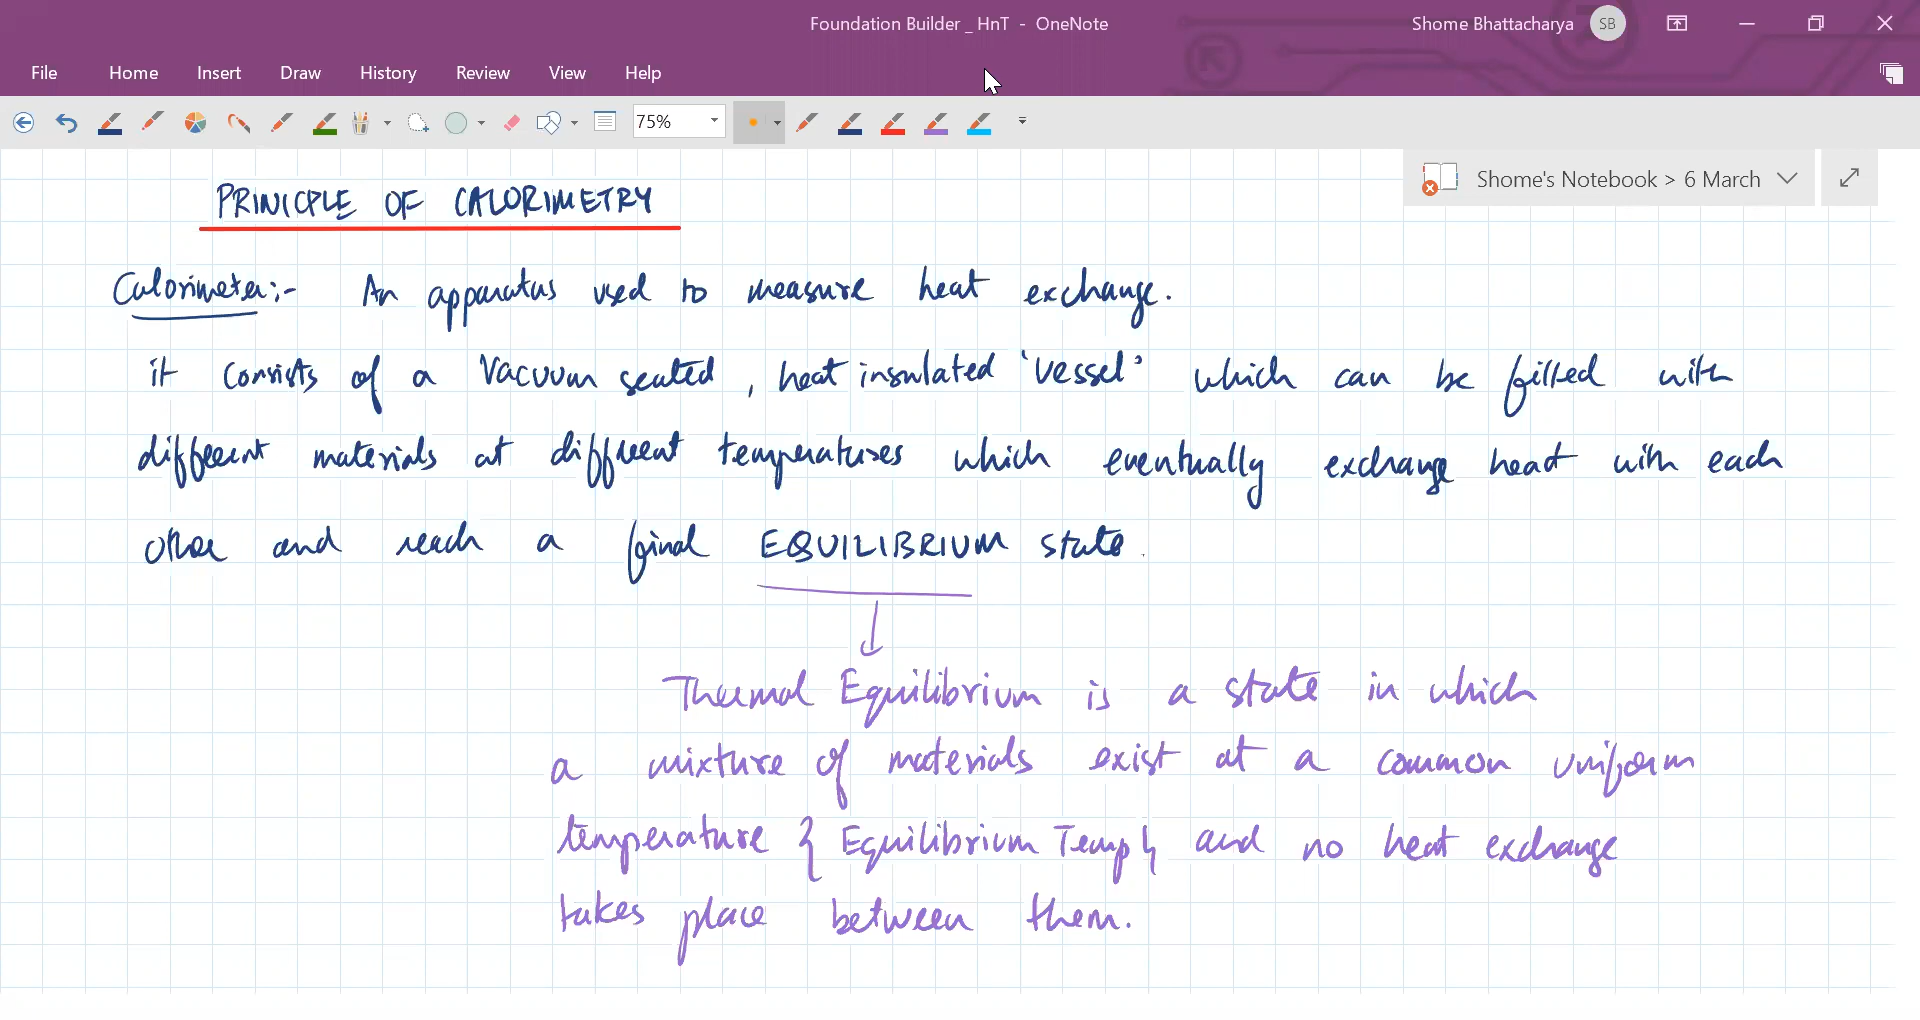 Foundation Builder _ HnT - OneNote
Shome Bhattacharya SB
File Home Insert Draw History Review View Help
75%
Shome's Notebook > 6 March
PRINICPLE OF CALORIMETRY
Calorimeter:- An apparatus used to measure heat exchange.
it consists of a Vacuum sealed, heat insulated 'Vessel' which can be filled with
different materials at different temperatures which eventually exchange heat with each
other and reach a final EQUILIBRIUM state.
Thermal Equilibrium is a state in which
a mixture of materials exist at a common uniform
temperature { Equilibrium Temp } and no heat exchange
takes place between them.